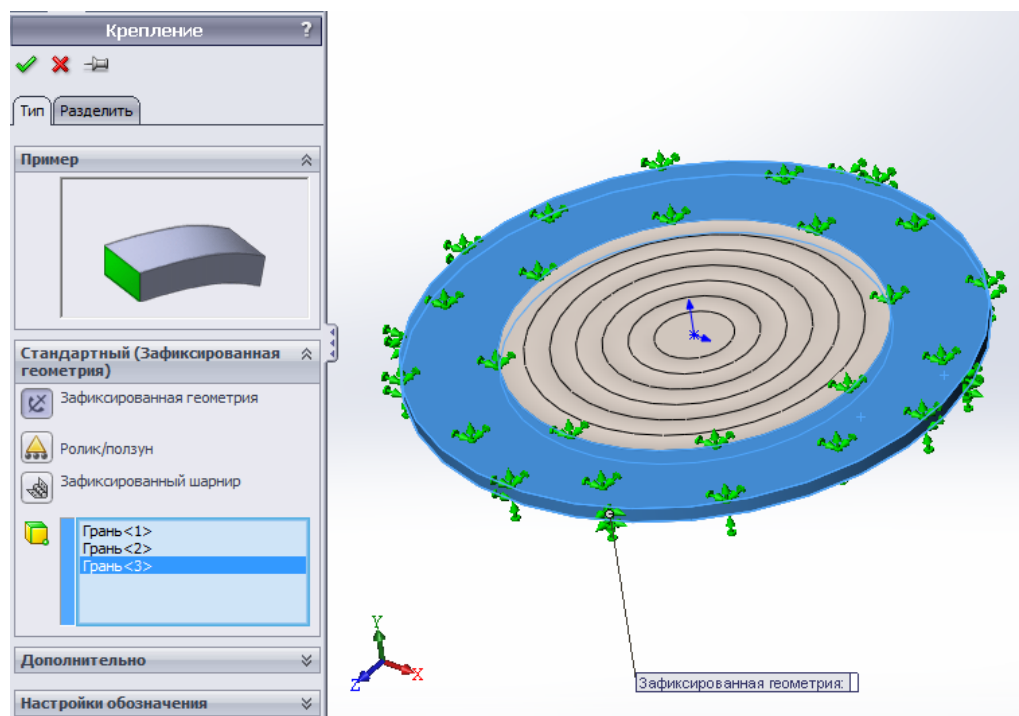 Крепление ?
Тип Разделить
Пример
Стандартный (Зафиксированная
геометрия)
Зафиксированная геометрия
Ролик/ползун
Зафиксированный шарнир
Грань<1>
Грань<2>
Грань<3>
Дополнительно
Настройки обозначения
Y
X
Z
Зафиксированная геометрия: